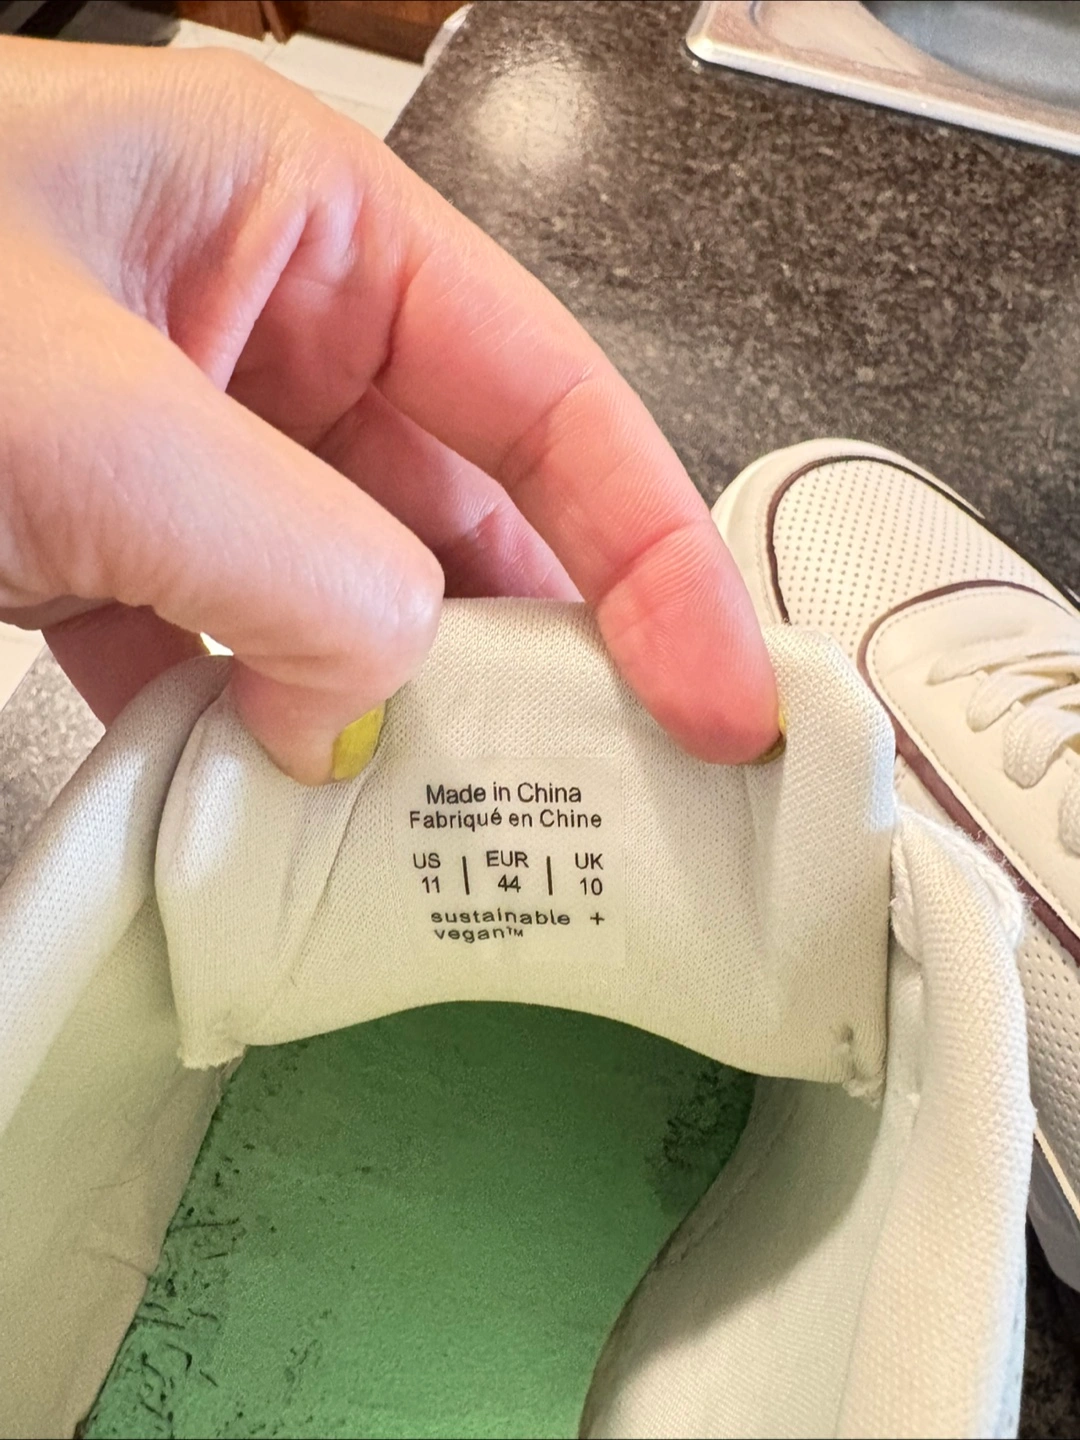 Made in China
Fabriqué en Chine
US | EUR | UK
11 | 44 | 10
sustainable +
vegan™